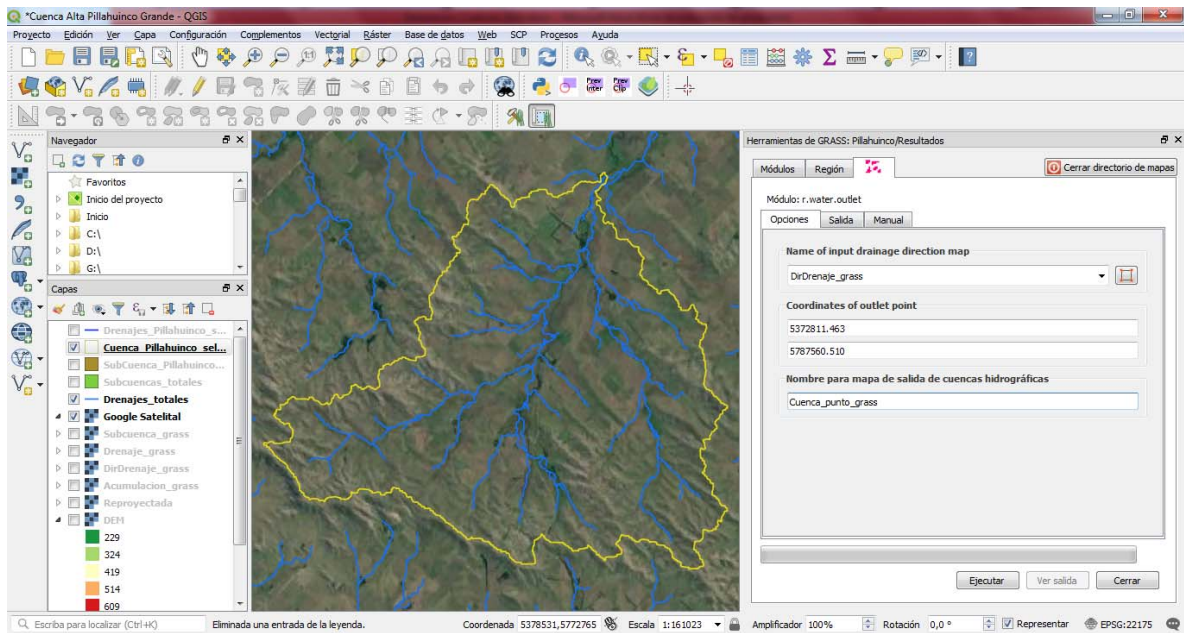 *Cuenca Alta Pillahuinco Grande - QGIS
Proyecto Edición Ver Capa Configuración Complementos Vectorial Ráster Base de datos Web SCP Procesos Ayuda
Prev Inter Prev Clip
Navegador
Favoritos
Inicio del proyecto
Inicio
C:\
D:\
G:\
Capas
Drenajes_Pillahuinco_s...
Cuenca_Pillahuinco_sel...
SubCuenca_Pillahuinco...
Subcuencas_totales
Drenajes_totales
Google Satelital
Subcuenca_grass
Drenaje_grass
DirDrenaje_grass
Acumulacion_grass
Reproyectada
DEM
229
324
419
514
609
Herramientas de GRASS: Pillahuinco/Resultados
Módulos Región Cerrar directorio de mapas
Módulo: r.water.outlet
Opciones Salida Manual
Name of input drainage direction map
DirDrenaje_grass
Coordinates of outlet point
5372811.463
5787560.510
Nombre para mapa de salida de cuencas hidrográficas
Cuenca_punto_grass
Ejecutar Ver salida Cerrar
Escriba para localizar (Ctrl+K) Eliminada una entrada de la leyenda. Coordenada 5378531,5772765 Escala 1:161023 Amplificador 100% Rotación 0,0 ° Representar EPSG:22175